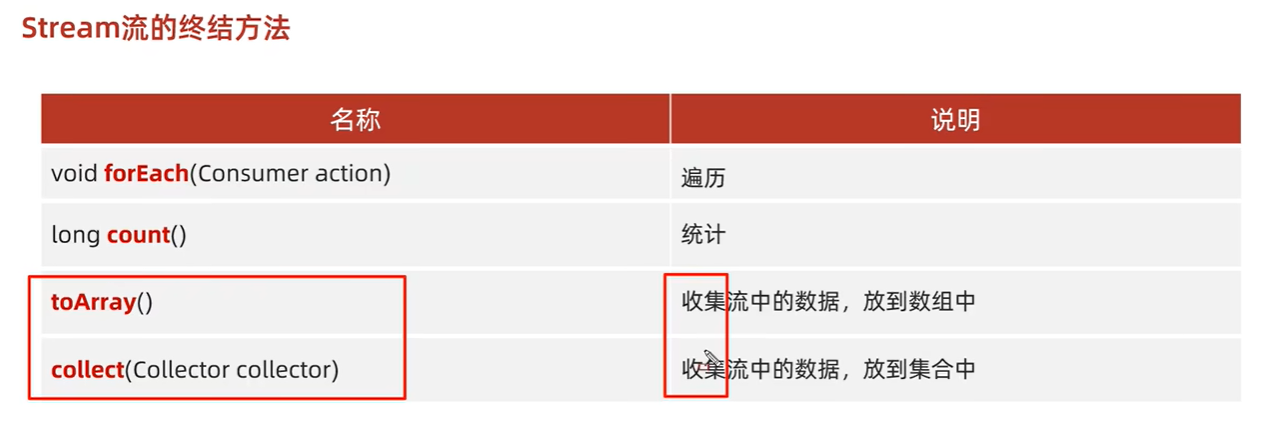 Stream流的终结方法
名称 说明
void forEach(Consumer action) 遍历
long count() 统计
toArray() 收集流中的数据，放到数组中
collect(Collector collector) 收集流中的数据，放到集合中